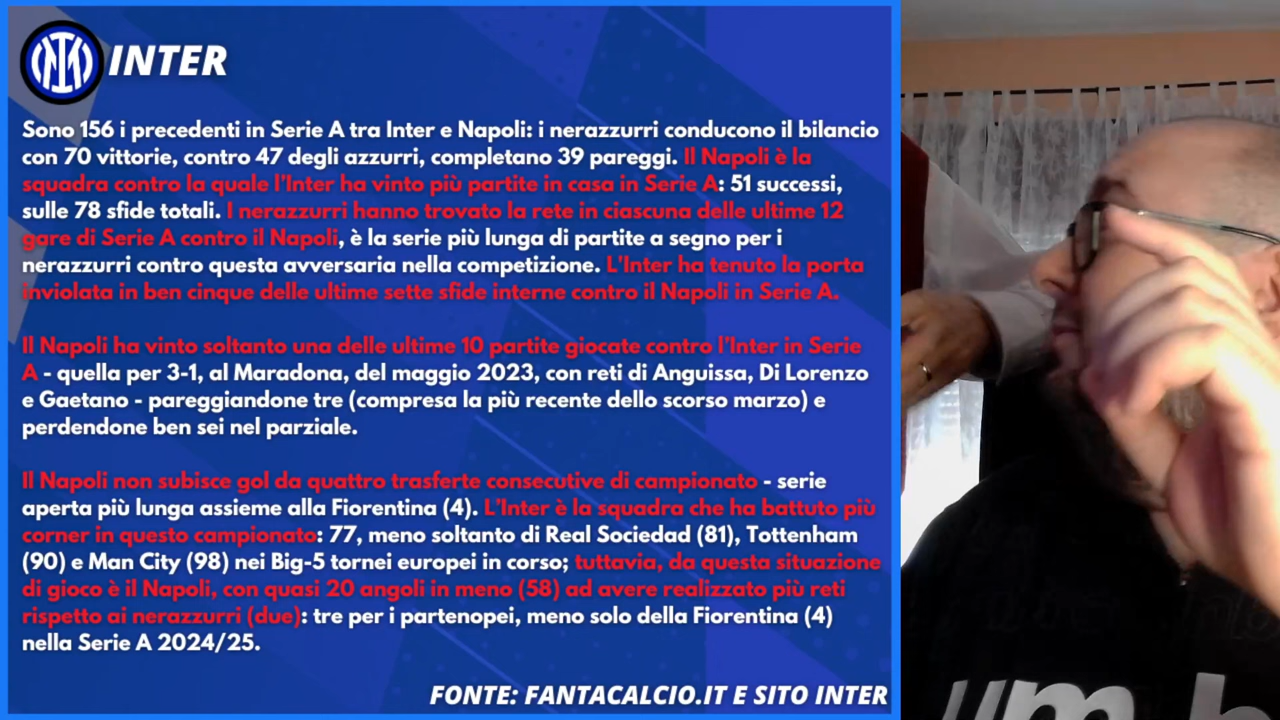 INTER
Sono 156 i precedenti in Serie A tra Inter e Napoli: i nerazzurri conducono il bilancio
con 70 vittorie, contro 47 degli azzurri, completano 39 pareggi. Il Napoli è la
squadra contro la quale l'Inter ha vinto più partite in casa in Serie A: 51 successi,
sulle 78 sfide totali. I nerazzurri hanno trovato la rete in ciascuna delle ultime 12
gare di Serie A contro il Napoli, è la serie più lunga di partite a segno per i
nerazzurri contro questa avversaria nella competizione. L'Inter ha tenuto la porta
inviolata in ben cinque delle ultime sette sfide interne contro il Napoli in Serie A.
Il Napoli ha vinto soltanto una delle ultime 10 partite giocate contro l'Inter in Serie
A - quella per 3-1, al Maradona, del maggio 2023, con reti di Anguissa, Di Lorenzo
e Gaetano - pareggiandone tre (compresa la più recente dello scorso marzo) e
perdendone ben sei nel parziale.
Il Napoli non subisce gol da quattro trasferte consecutive di campionato - serie
aperta più lunga assieme alla Fiorentina (4). L'Inter è la squadra che ha battuto più
corner in questo campionato: 77, meno soltanto di Real Sociedad (81), Tottenham
(90) e Man City (98) nei Big-5 tornei europei in corso; tuttavia, da questa situazione
di gioco è il Napoli, con quasi 20 angoli in meno (58) ad avere realizzato più reti
rispetto ai nerazzurri (due): tre per i partenopei, meno solo della Fiorentina (4)
nella Serie A 2024/25.
FONTE: FANTACALCIO.IT E SITO INTER